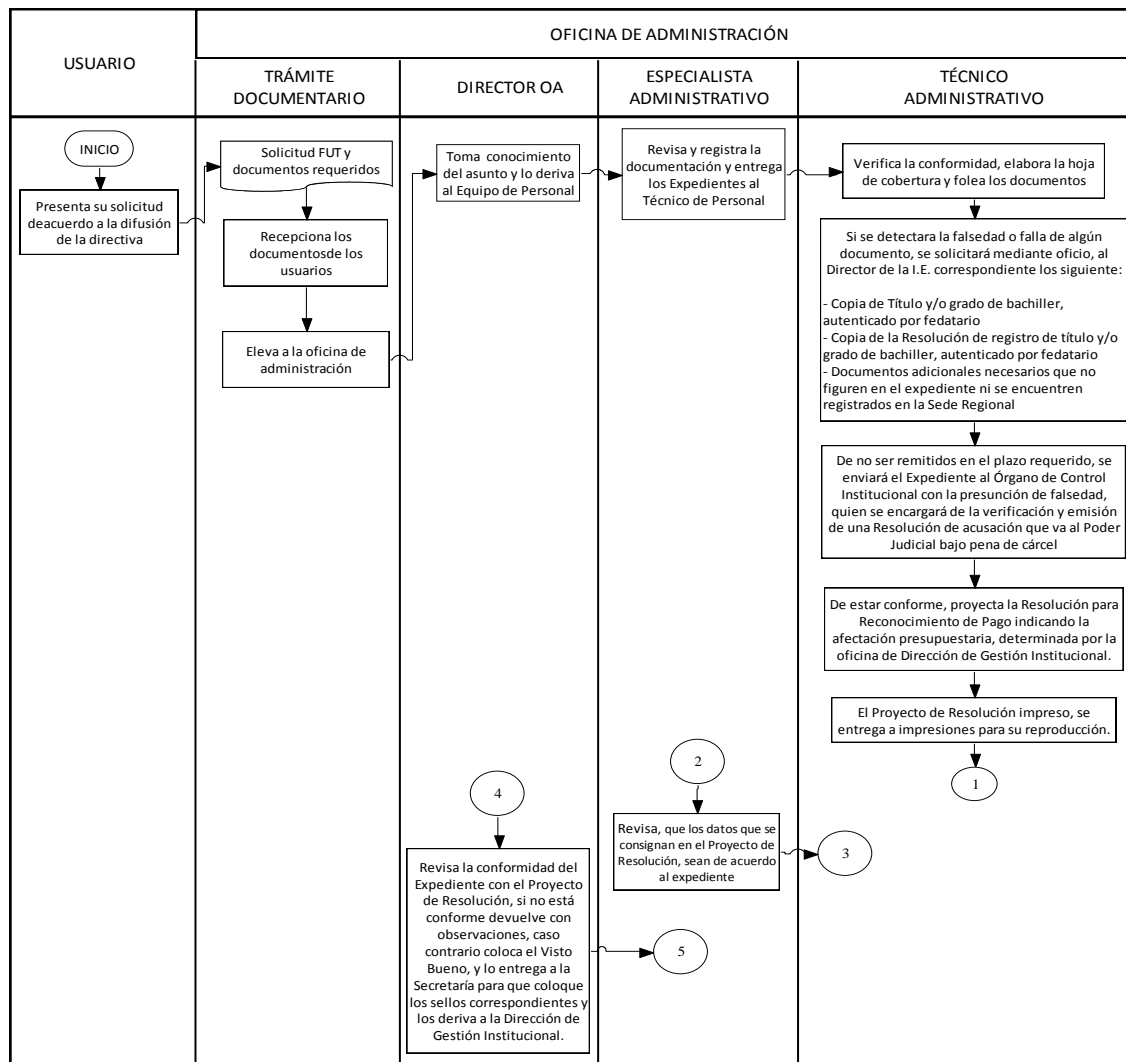 USUARIO
OFICINA DE ADMINISTRACIÓN
TRÁMITE
DOCUMENTARIO
DIRECTOR OA
ESPECIALISTA
ADMINISTRATIVO
TÉCNICO
ADMINISTRATIVO
INICIO
Presenta su solicitud
deacuerdo a la difusión
de la directiva
Solicitud FUT y
documentos requeridos
Recepciona los
documentosde los
usuarios
Eleva a la oficina de
administración
Toma conocimiento
del asunto y lo deriva
al Equipo de Personal
Revisa y registra la
documentación y entrega
los Expedientes al
Técnico de Personal
Verifica la conformidad, elabora la hoja
de cobertura y folea los documentos
Si se detectara la falsedad o falla de algún
documento, se solicitará mediante oficio, al
Director de la I.E. correspondiente los siguiente:
- Copia de Título y/o grado de bachiller,
autenticado por fedatario
- Copia de la Resolución de registro de título y/o
grado de bachiller, autenticado por fedatario
- Documentos adicionales necesarios que no
figuren en el expediente ni se encuentren
registrados en la Sede Regional
De no ser remitidos en el plazo requerido, se
enviará el Expediente al Órgano de Control
Institucional con la presunción de falsedad,
quien se encargará de la verificación y emisión
de una Resolución de acusación que va al Poder
Judicial bajo pena de cárcel
De estar conforme, proyecta la Resolución para
Reconocimiento de Pago indicando la
afectación presupuestaria, determinada por la
oficina de Dirección de Gestión Institucional.
El Proyecto de Resolución impreso, se
entrega a impresiones para su reproducción.
1
2
Revisa, que los datos que se
consignan en el Proyecto de
Resolución, sean de acuerdo
al expediente
3
4
Revisa la conformidad del
Expediente con el Proyecto
de Resolución, si no está
conforme devuelve con
observaciones, caso
contrario coloca el Visto
Bueno, y lo entrega a la
Secretaría para que coloque
los sellos correspondientes y
los deriva a la Dirección de
Gestión Institucional.
5